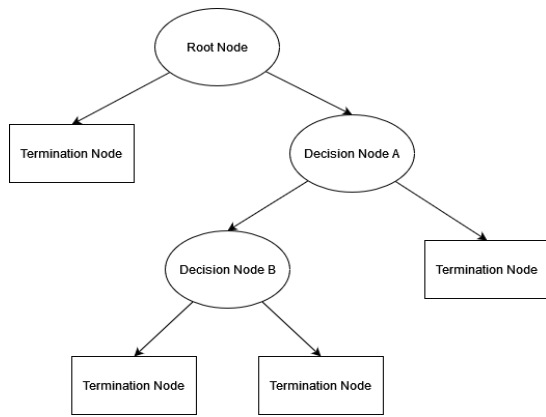 Root Node
Termination Node
Decision Node A
Decision Node B
Termination Node
Termination Node
Termination Node